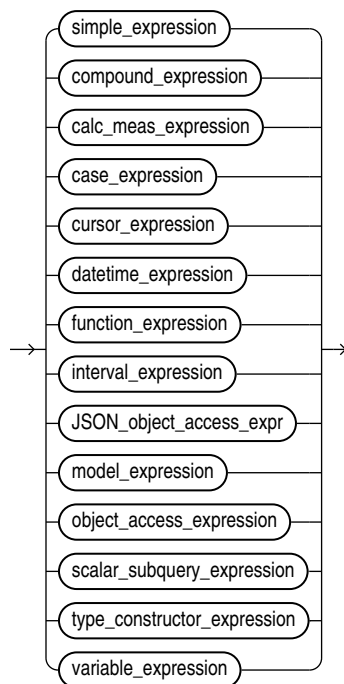 simple_expression
compound_expression
calc_meas_expression
case_expression
cursor_expression
datetime_expression
function_expression
interval_expression
JSON_object_access_expr
model_expression
object_access_expression
scalar_subquery_expression
type_constructor_expression
variable_expression